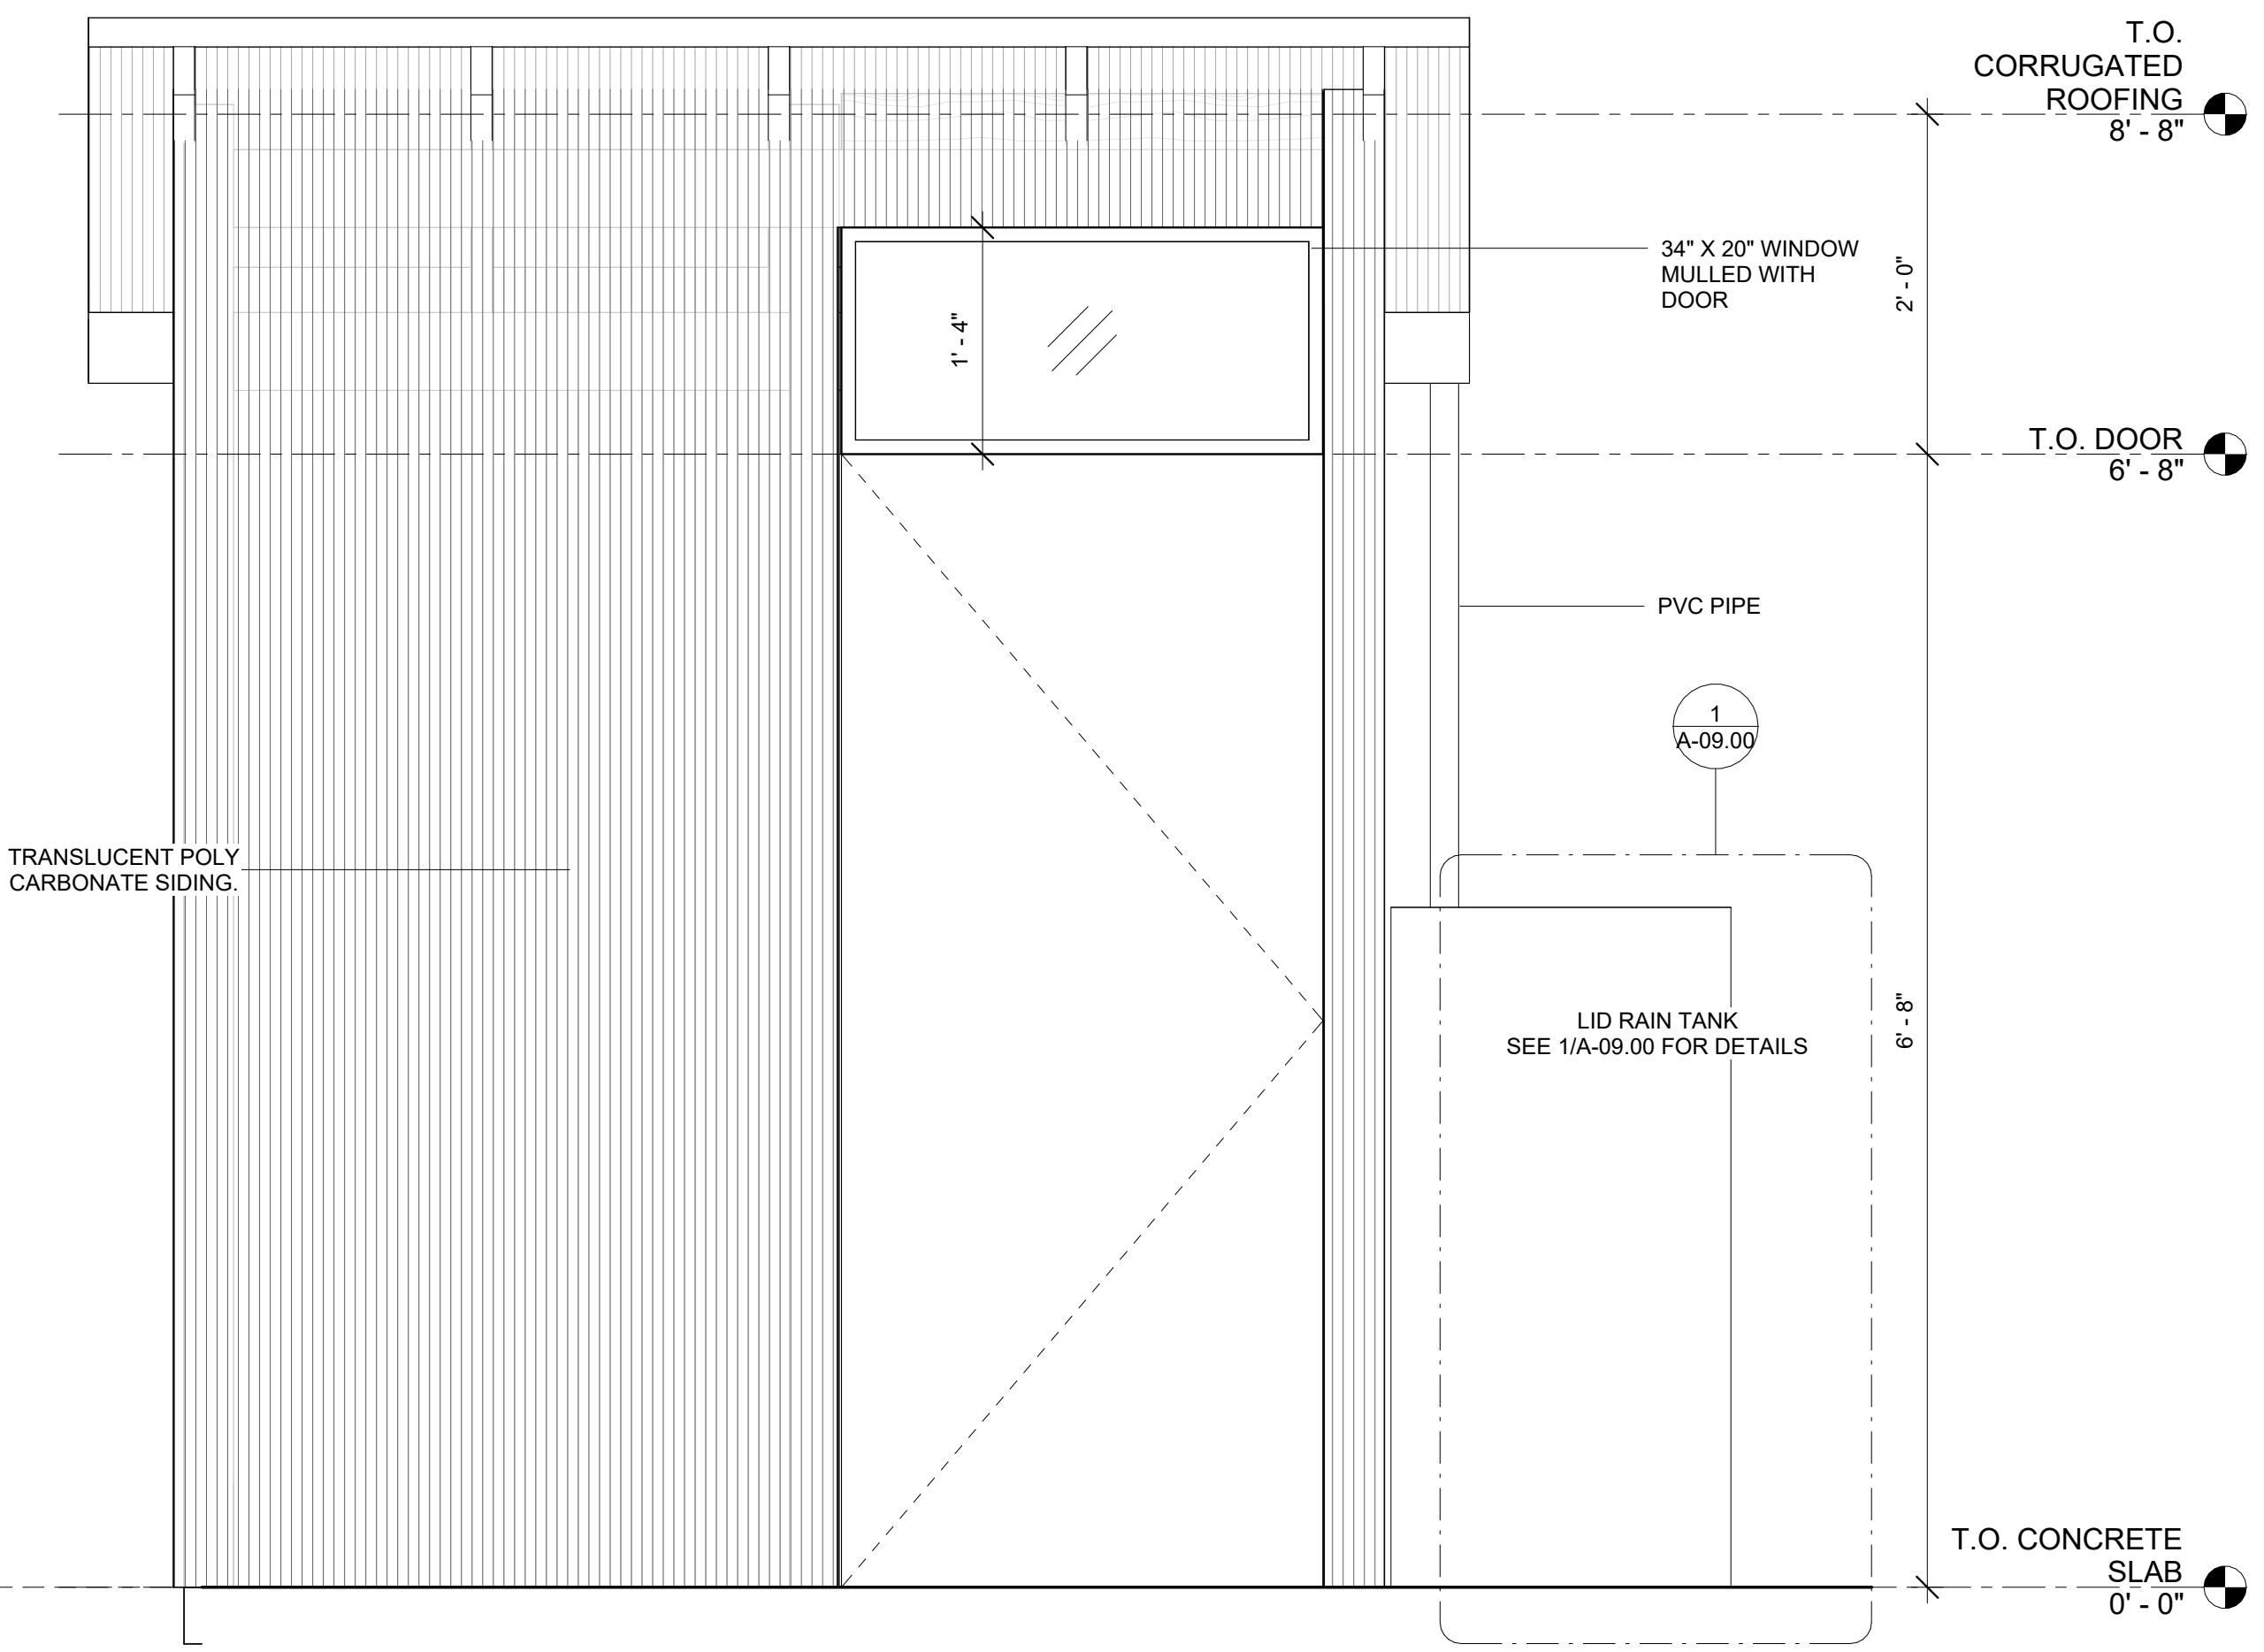 T.O.
CORRUGATED
ROOFING
8' - 8"
34" X 20" WINDOW
MULLED WITH
DOOR
2' - 0"
1' - 4"
T.O. DOOR
6' - 8"
PVC PIPE
1
A-09.00
TRANSLUCENT POLY
CARBONATE SIDING.
LID RAIN TANK
SEE 1/A-09.00 FOR DETAILS
6' - 8"
T.O. CONCRETE
SLAB
0' - 0"